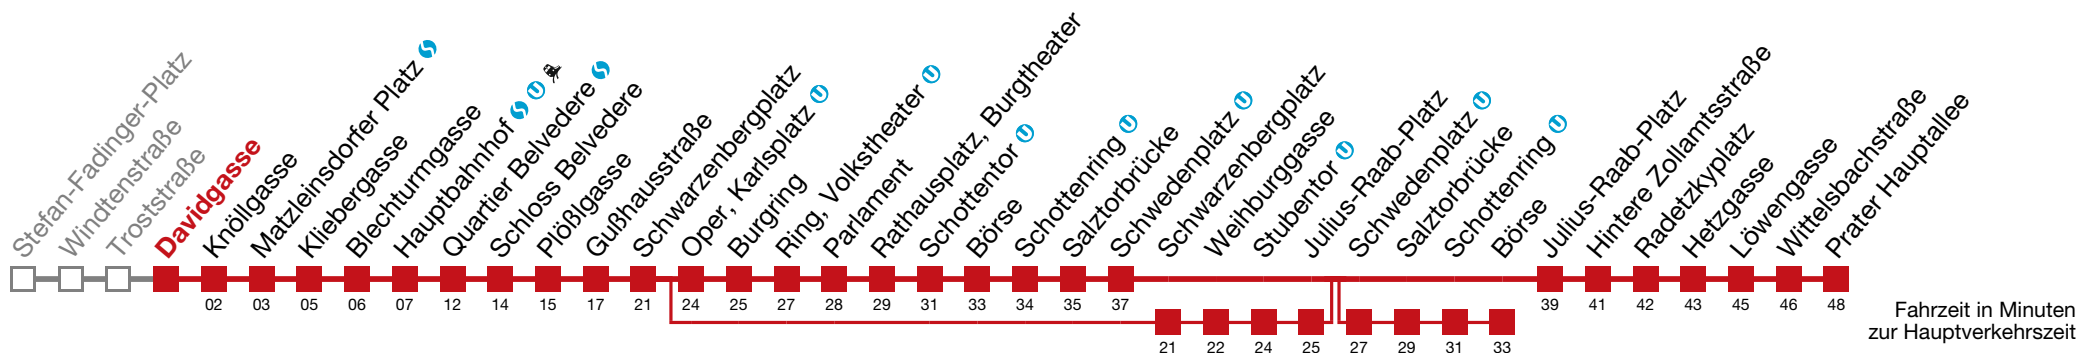 Stefan-Fadinger-Platz
Windtenstraße
Troststraße
Davidgasse
Knöllgasse
Matzleinsdorfer Platz
Kliebergasse
Blechturmgasse
Hauptbahnhof
Quartier Belvedere
Schloss Belvedere
Plößlgasse
Gußhausstraße
Schwarzenbergplatz
Oper, Karlsplatz
Burgring
Ring, Volkstheater
Parlament
Rathausplatz, Burgtheater
Schottentor
Börse
Schottenring
Salztorbrücke
Schwedenplatz
Schwarzenbergplatz
Weihburggasse
Stubentor
Julius-Raab-Platz
Schwedenplatz
Salztorbrücke
Schottenring
Börse
Julius-Raab-Platz
Hintere Zollamtsstraße
Radetzkyplatz
Hetzgasse
Löwengasse
Wittelsbachstraße
Prater Hauptallee
02 03 05 06 07 12 14 15 17 21 24 25 27 28 29 31 33 34 35 37 39 41 42 43 45 46 48
21 22 24 25 27 29 31 33
Fahrzeit in Minuten
zur Hauptverkehrszeit